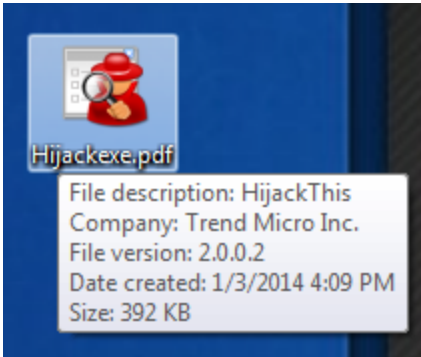 Hijackexe.pdf
File description: HijackThis
Company: Trend Micro Inc.
File version: 2.0.0.2
Date created: 1/3/2014 4:09 PM
Size: 392 KB